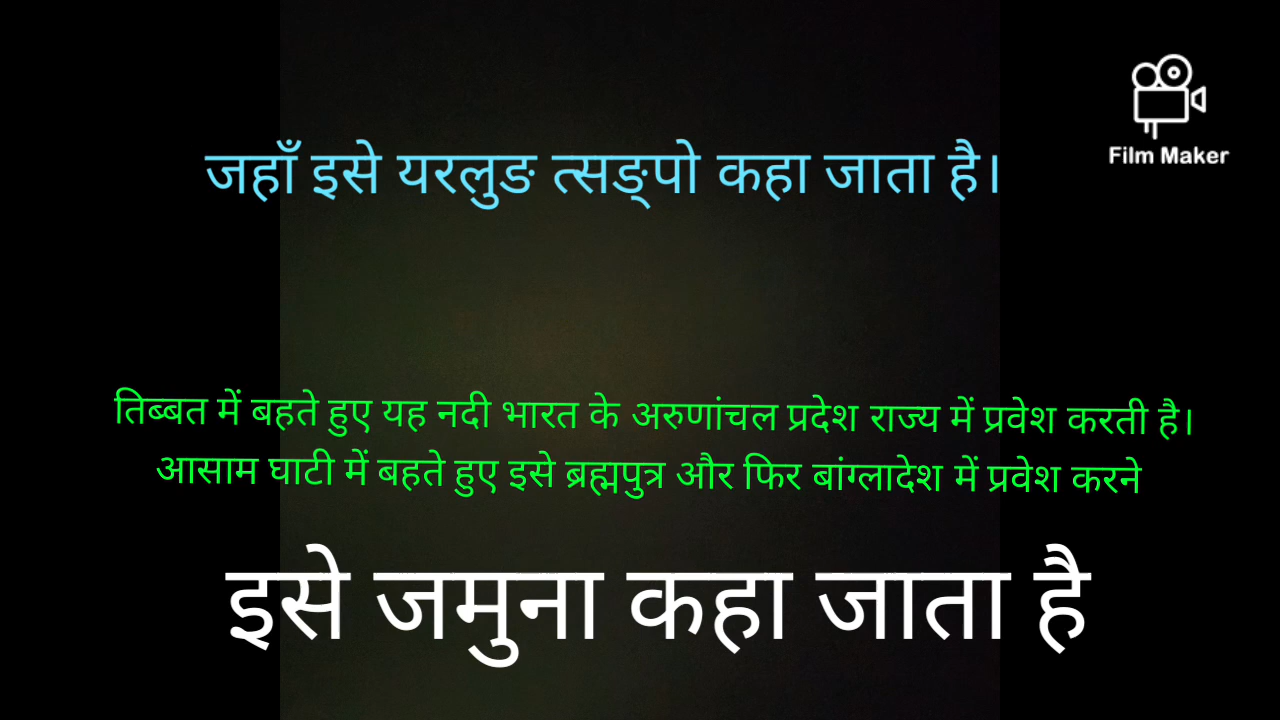 Film Maker
जहाँ इसे यरलुङ त्सङ्पो कहा जाता है।
तिब्बत में बहते हुए यह नदी भारत के अरुणांचल प्रदेश राज्य में प्रवेश करती है।
आसाम घाटी में बहते हुए इसे ब्रह्मपुत्र और फिर बांग्लादेश में प्रवेश करने
इसे जमुना कहा जाता है